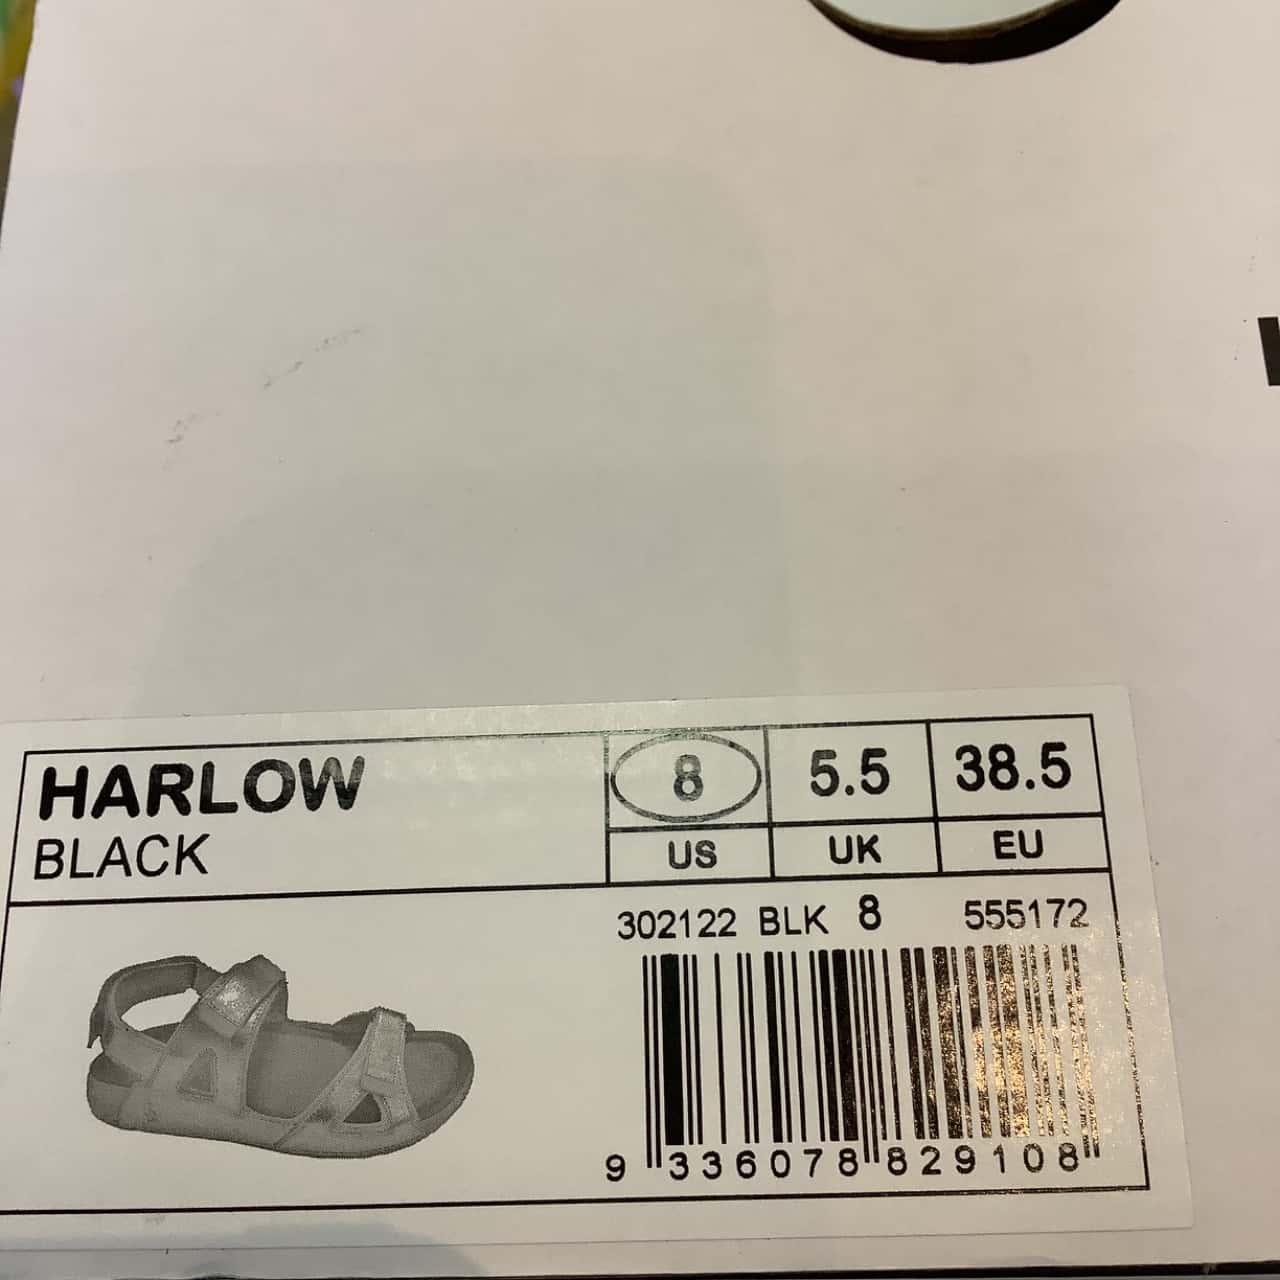 HARLOW
BLACK
8 5.5 38.5
US UK EU
302122 BLK 8 555172
9 336078 829108